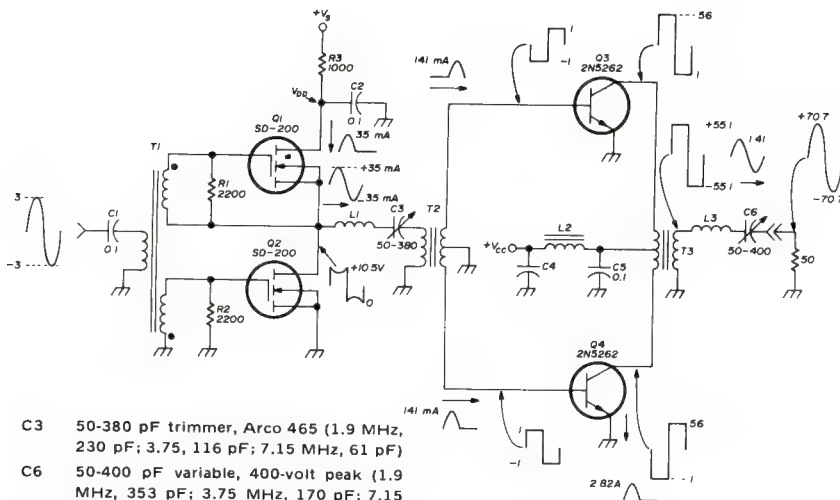 +VS
R3
1000
VDD
C2
0.1
Q1
SD-200
35 mA
+35 mA
-35 mA
T1
3
-3
C1
0.1
R1
2200
L1
C3
50-380
T2
Q2
SD-200
R2
2200
+10.5V
0
141 mA
1
-1
Q3
2N5262
56
1
+55.1
-55.1
1.41
+70.7
-70.7
+VCC
L2
C4
C5
0.1
T3
L3
C6
50-400
50
Q4
2N5262
141 mA
1
-1
56
1
2.82A
C3 50-380 pF trimmer, Arco 465 (1.9 MHz,
230 pF; 3.75, 116 pF; 7.15 MHz, 61 pF)
C6 50-400 pF variable, 400-volt peak (1.9
MHz, 353 pF; 3.75 MHz, 170 pF; 7.15